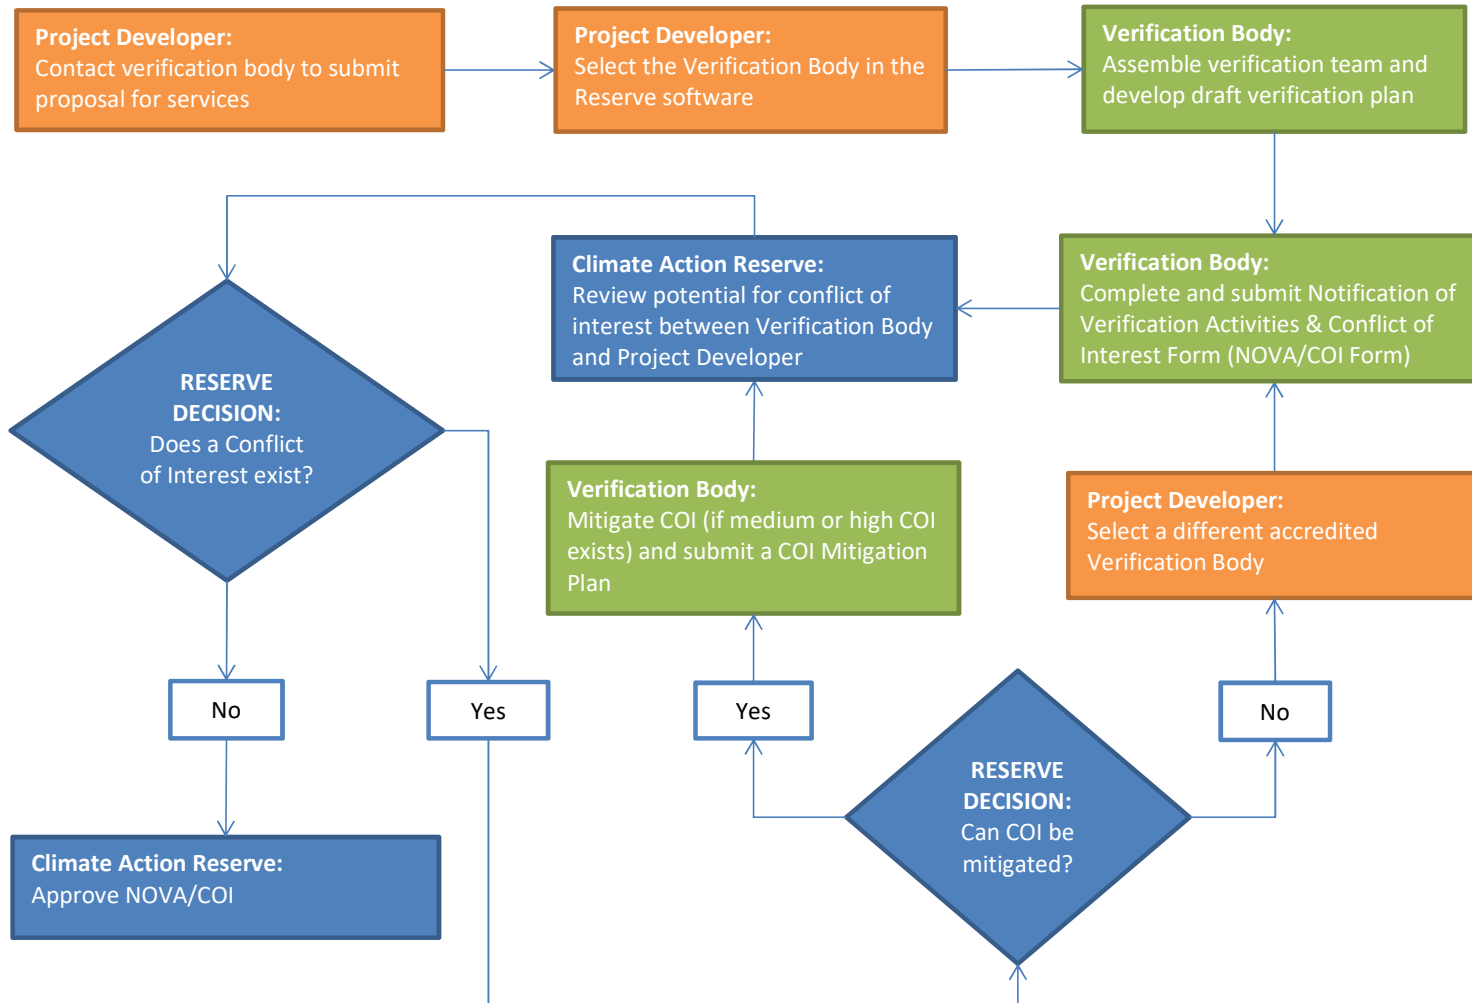 Project Developer:
Contact verification body to submit
proposal for services
Project Developer:
Select the Verification Body in the
Reserve software
Verification Body:
Assemble verification team and
develop draft verification plan
Climate Action Reserve:
Review potential for conflict of
interest between Verification Body
and Project Developer
Verification Body:
Complete and submit Notification of
Verification Activities & Conflict of
Interest Form (NOVA/COI Form)
RESERVE
DECISION:
Does a Conflict
of Interest exist?
Verification Body:
Mitigate COI (if medium or high COI
exists) and submit a COI Mitigation
Plan
Project Developer:
Select a different accredited
Verification Body
No
Yes
Yes
No
RESERVE
DECISION:
Can COI be
mitigated?
Climate Action Reserve:
Approve NOVA/COI